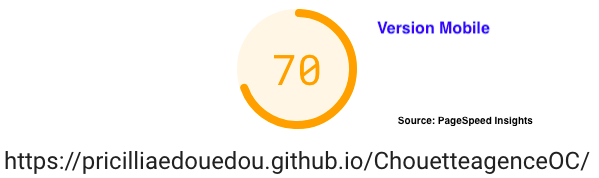 Version Mobile
70
Source: PageSpeed Insights
https://pricilliaedouedou.github.io/ChouetteagenceOC/